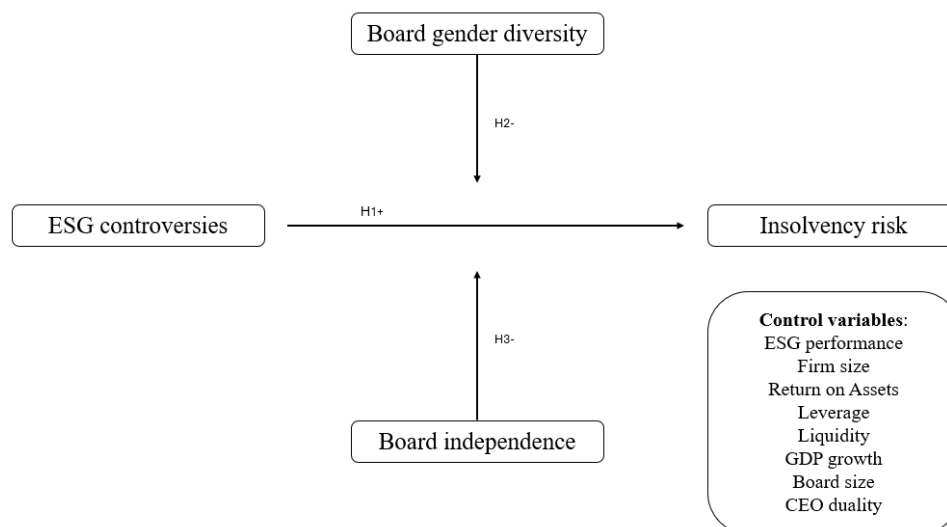 Board gender diversity
H2-
ESG controversies
H1+
Insolvency risk
H3-
Board independence
Control variables:
ESG performance
Firm size
Return on Assets
Leverage
Liquidity
GDP growth
Board size
CEO duality